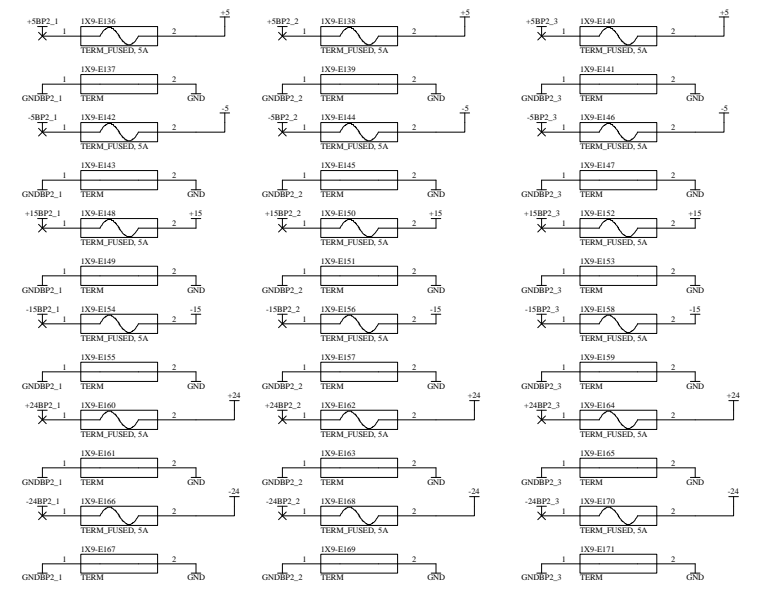 +5BP2_1 1X9-E136 +5 +5BP2_2 1X9-E138 +5 +5BP2_3 1X9-E140 +5
1 2 1 2 1 2
TERM_FUSED, 5A TERM_FUSED, 5A TERM_FUSED, 5A
1X9-E137 1X9-E139 1X9-E141
1 2 1 2 1 2
GNDBP2_1 TERM GND GNDBP2_2 TERM GND GNDBP2_3 TERM GND
-5BP2_1 1X9-E142 -5 -5BP2_2 1X9-E144 -5 -5BP2_3 1X9-E146 -5
1 2 1 2 1 2
TERM_FUSED, 5A TERM_FUSED, 5A TERM_FUSED, 5A
1X9-E143 1X9-E145 1X9-E147
1 2 1 2 1 2
GNDBP2_1 TERM GND GNDBP2_2 TERM GND GNDBP2_3 TERM GND
+15BP2_1 1X9-E148 +15 +15BP2_2 1X9-E150 +15 +15BP2_3 1X9-E152 +15
1 2 1 2 1 2
TERM_FUSED, 5A TERM_FUSED, 5A TERM_FUSED, 5A
1X9-E149 1X9-E151 1X9-E153
1 2 1 2 1 2
GNDBP2_1 TERM GND GNDBP2_2 TERM GND GNDBP2_3 TERM GND
-15BP2_1 1X9-E154 -15 -15BP2_2 1X9-E156 -15 -15BP2_3 1X9-E158 -15
1 2 1 2 1 2
TERM_FUSED, 5A TERM_FUSED, 5A TERM_FUSED, 5A
1X9-E155 1X9-E157 1X9-E159
1 2 1 2 1 2
GNDBP2_1 TERM GND GNDBP2_2 TERM GND GNDBP2_3 TERM GND
+24BP2_1 1X9-E160 +24 +24BP2_2 1X9-E162 +24 +24BP2_3 1X9-E164 +24
1 2 1 2 1 2
TERM_FUSED, 5A TERM_FUSED, 5A TERM_FUSED, 5A
1X9-E161 1X9-E163 1X9-E165
1 2 1 2 1 2
GNDBP2_1 TERM GND GNDBP2_2 TERM GND GNDBP2_3 TERM GND
-24BP2_1 1X9-E166 -24 -24BP2_2 1X9-E168 -24 -24BP2_3 1X9-E170 -24
1 2 1 2 1 2
TERM_FUSED, 5A TERM_FUSED, 5A TERM_FUSED, 5A
1X9-E167 1X9-E169 1X9-E171
1 2 1 2 1 2
GNDBP2_1 TERM GND GNDBP2_2 TERM GND GNDBP2_3 TERM GND